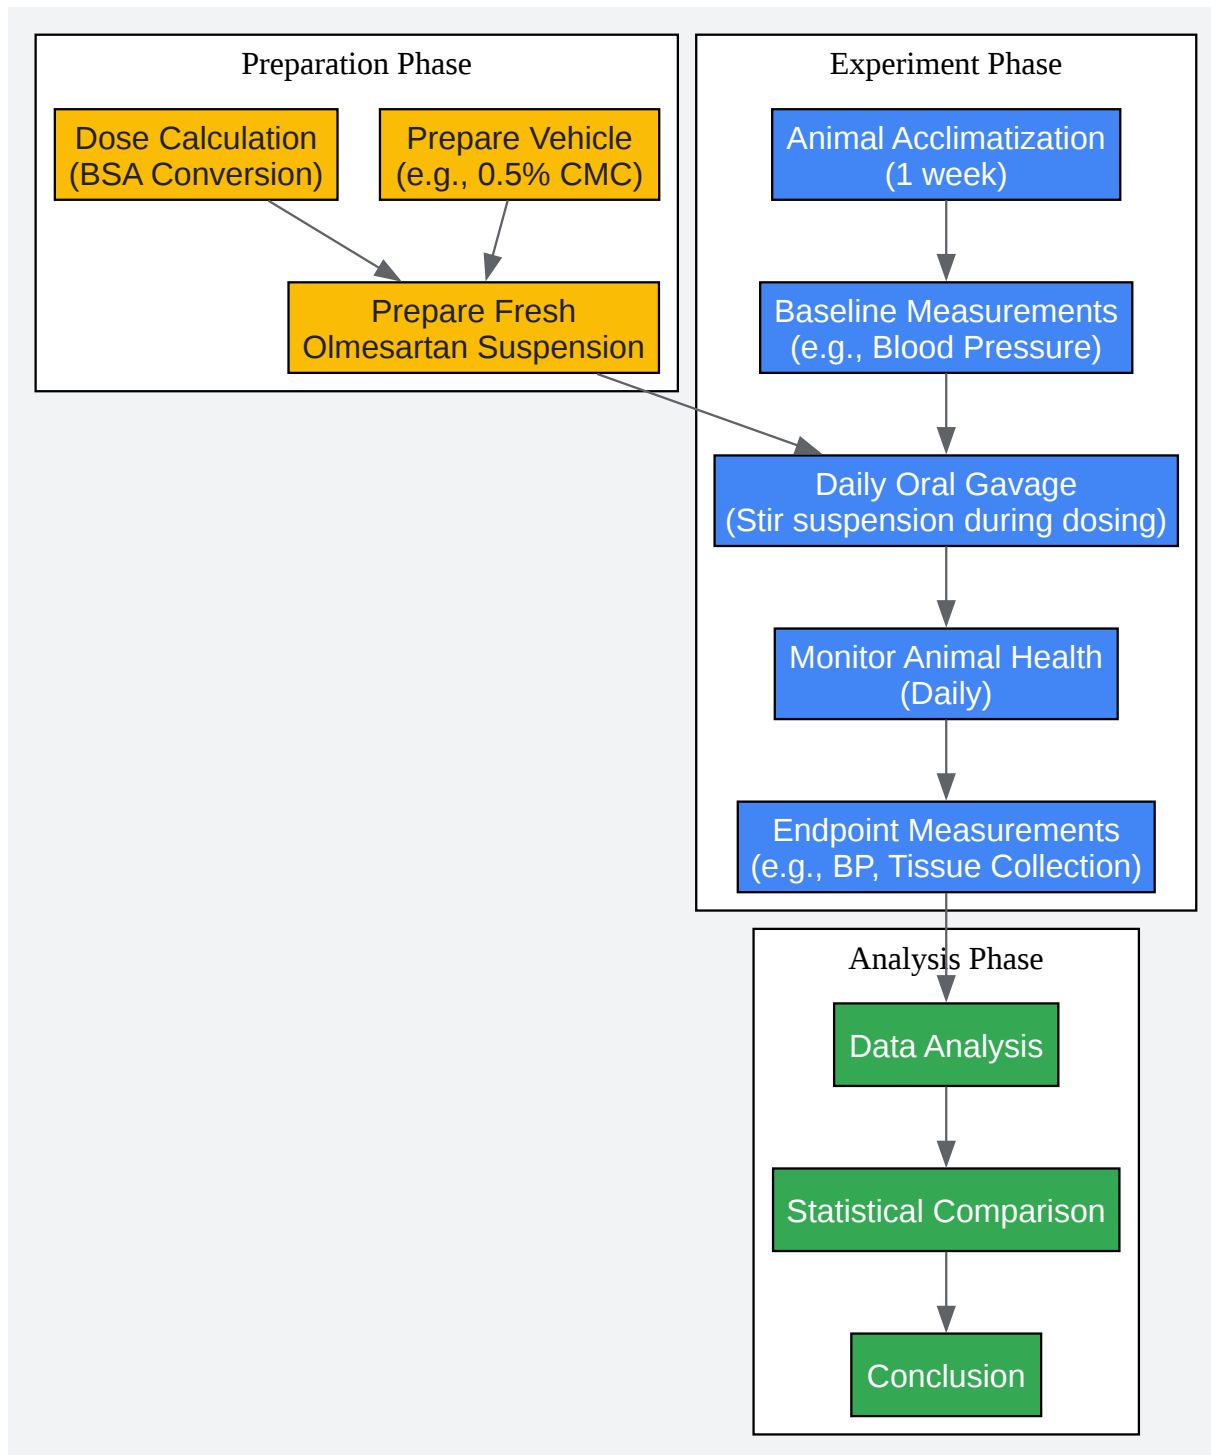 Preparation Phase
Dose Calculation
(BSA Conversion)
Prepare Vehicle
(e.g., 0.5% CMC)
Prepare Fresh
Olmesartan Suspension
Experiment Phase
Animal Acclimatization
(1 week)
Baseline Measurements
(e.g., Blood Pressure)
Daily Oral Gavage
(Stir suspension during dosing)
Monitor Animal Health
(Daily)
Endpoint Measurements
(e.g., BP, Tissue Collection)
Analysis Phase
Data Analysis
Statistical Comparison
Conclusion